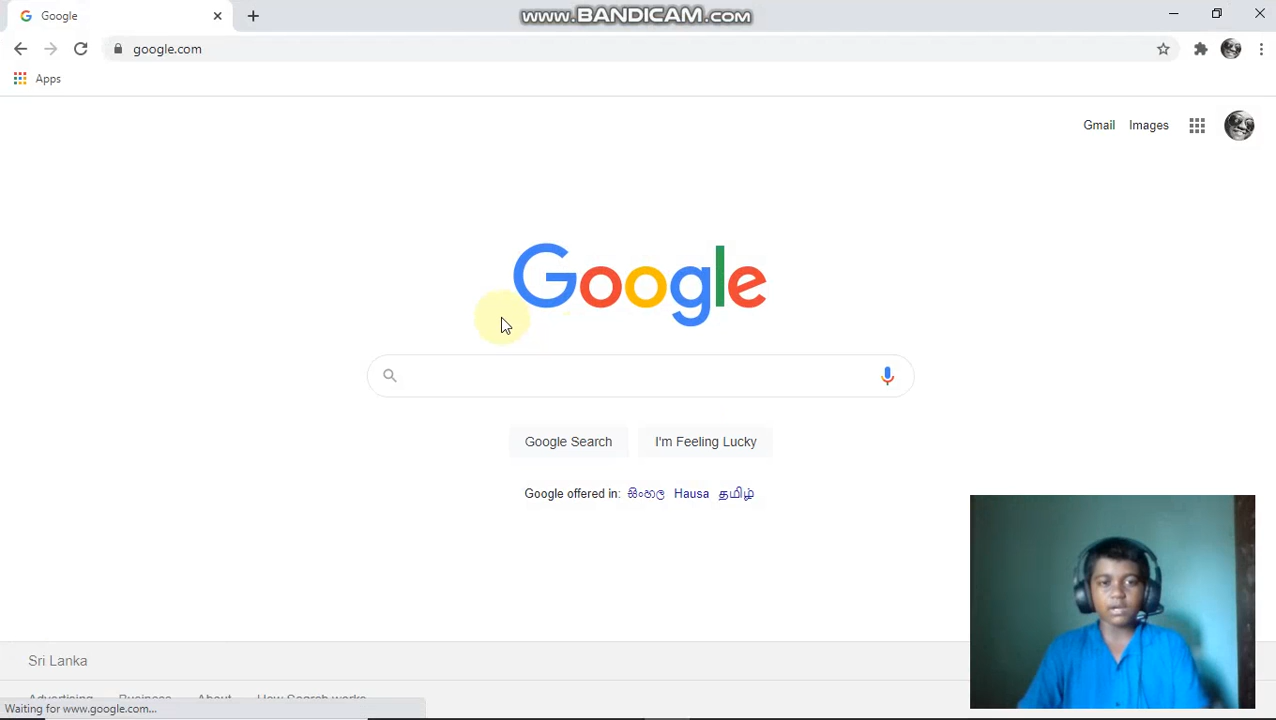 Google
www.BANDICAM.com
google.com
Apps
Gmail Images
Google
Google Search I'm Feeling Lucky
Google offered in: සිංහල Hausa தமிழ்
Sri Lanka
Advertising Business About How Search works
Waiting for www.google.com...